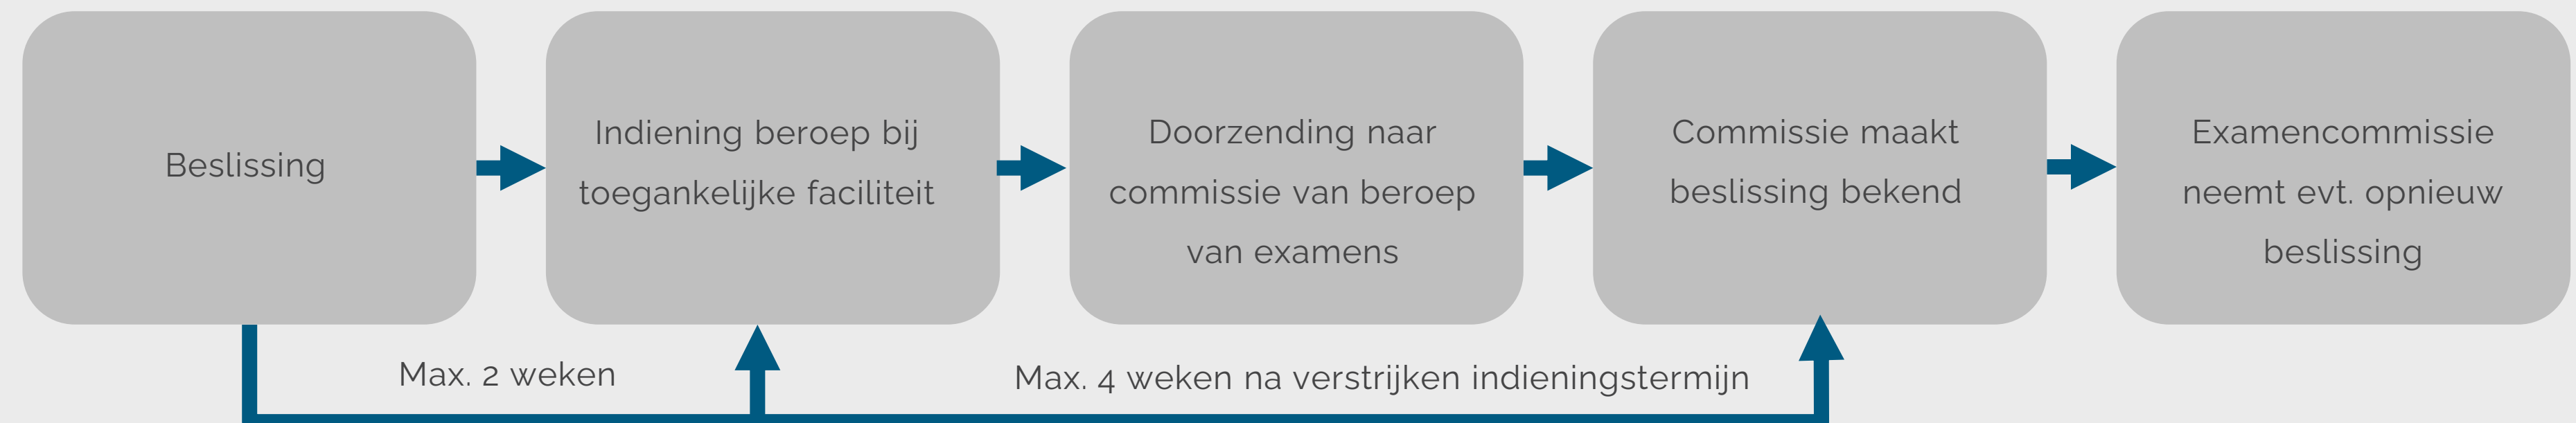 Beslissing
Indiening beroep bij
toegankelijke faciliteit
Doorzending naar
commissie van beroep
van examens
Commissie maakt
beslissing bekend
Examencommissie
neemt evt. opnieuw
beslissing
Max. 2 weken
Max. 4 weken na verstrijken indieningstermijn